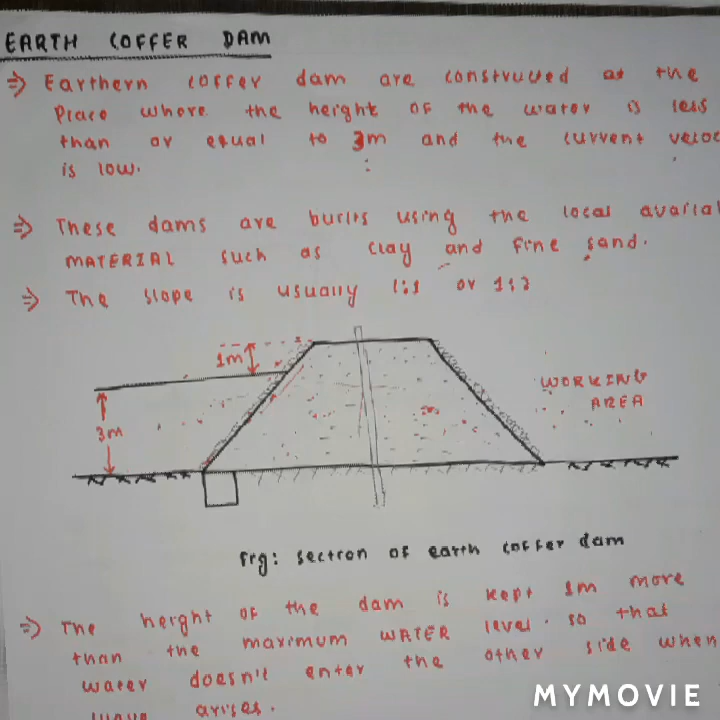 EARTH COFFER DAM
⇒ Earthern coffer dam are constructed at the
place where the height of the water is less
than or equal to 3m and the current veloc
is low.
⇒ These dams are builts using the local availal
MATERIAL such as clay and fine sand.
⇒ The slope is usually 1:1 or 1:2
1m
WORKING
AREA
3m
Fig: section of earth coffer dam
⇒ The height of the dam is kept 1m more
than the maximum WATER level. so that
water doesn't enter the other side when
arises.
MYMOVIE